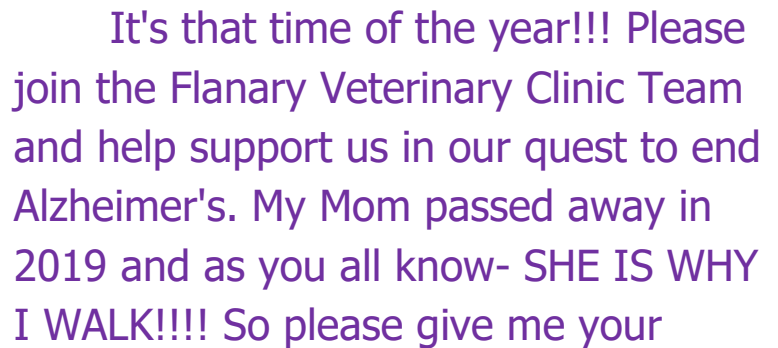 It's that time of the year!!! Please
join the Flanary Veterinary Clinic Team
and help support us in our quest to end
Alzheimer's. My Mom passed away in
2019 and as you all know- SHE IS WHY
I WALK!!!! So please give me your